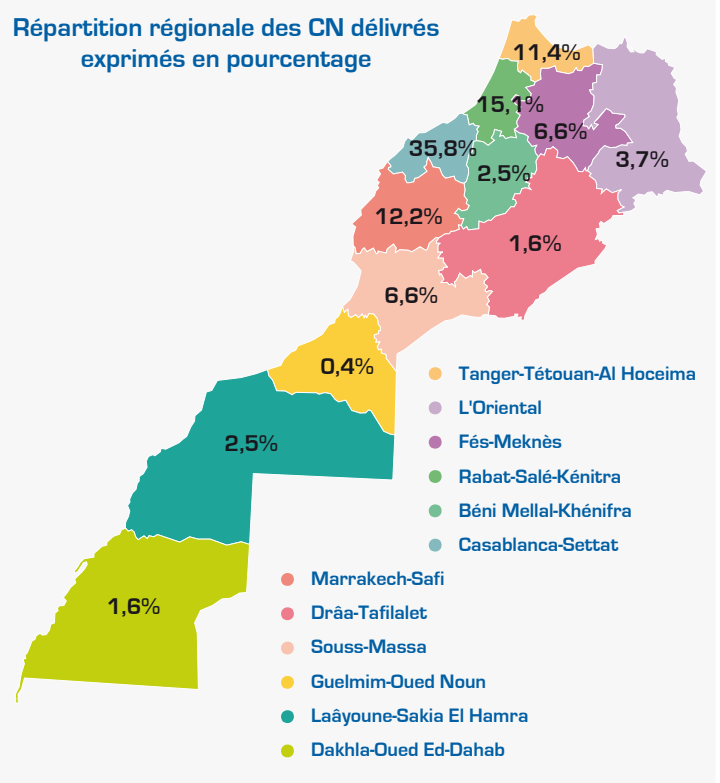 Répartition régionale des CN délivrés
exprimés en pourcentage
11,4%
15,1%
6,6%
3,7%
35,8%
2,5%
12,2%
1,6%
6,6%
0,4%
2,5%
1,6%
Tanger-Tétouan-Al Hoceima
L'Oriental
Fés-Meknès
Rabat-Salé-Kénitra
Béni Mellal-Khénifra
Casablanca-Settat
Marrakech-Safi
Drâa-Tafilalet
Souss-Massa
Guelmim-Oued Noun
Laâyoune-Sakia El Hamra
Dakhla-Oued Ed-Dahab